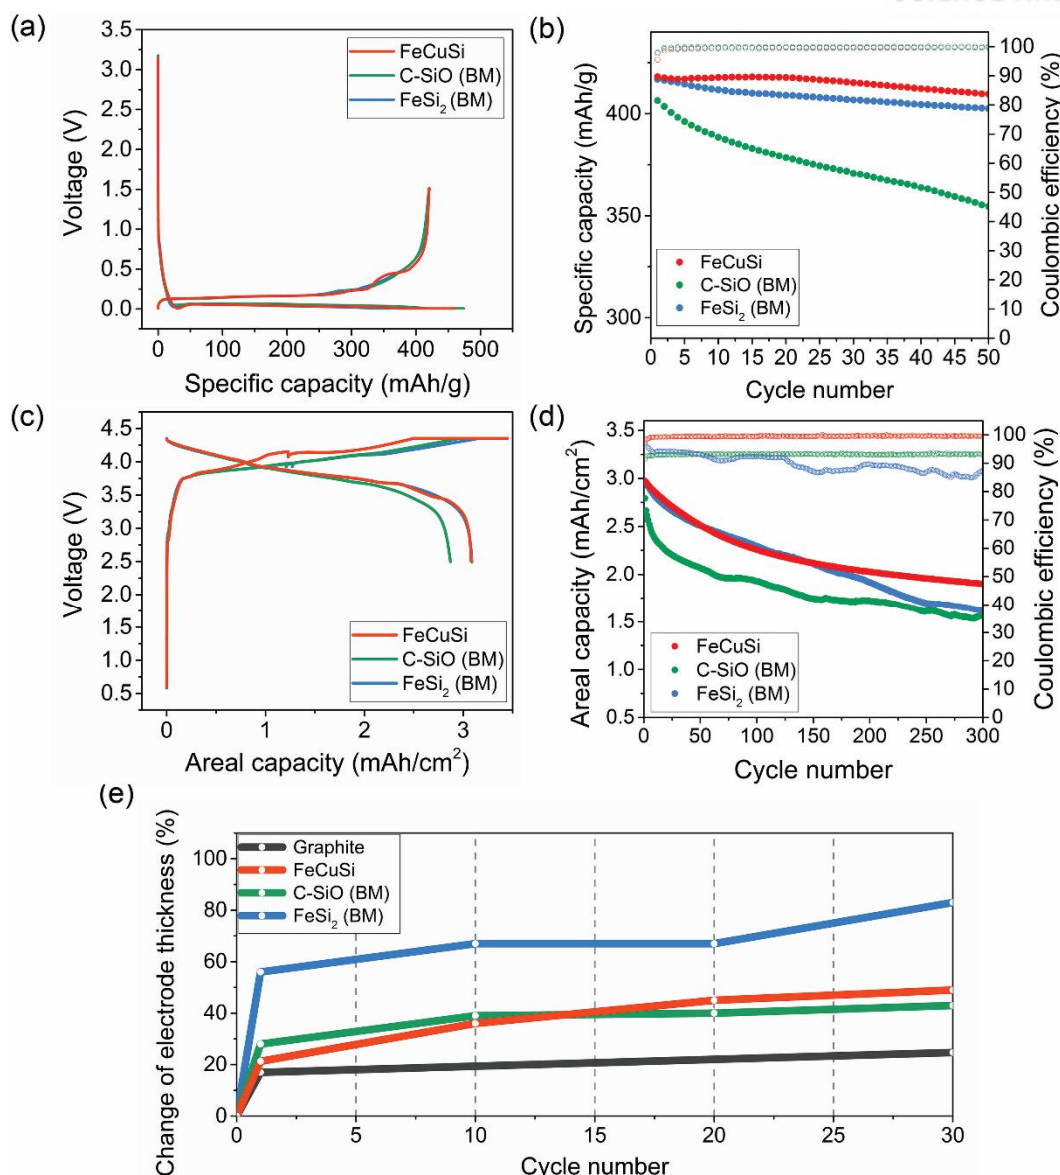 (a)
3.5
3.0
2.5
2.0
1.5
1.0
0.5
0.0
Voltage (V)
FeCuSi
C-SiO (BM)
FeSi₂ (BM)
0 100 200 300 400 500
Specific capacity (mAh/g)
(b)
400
350
300
Specific capacity (mAh/g)
FeCuSi
C-SiO (BM)
FeSi₂ (BM)
100
90
80
70
60
50
40
30
20
10
0
Coulombic efficiency (%)
0 5 10 15 20 25 30 35 40 45 50
Cycle number
(c)
4.5
4.0
3.5
3.0
2.5
2.0
1.5
1.0
0.5
Voltage (V)
FeCuSi
C-SiO (BM)
FeSi₂ (BM)
0 1 2 3
Areal capacity (mAh/cm²)
(d)
3.5
3.0
2.5
2.0
1.5
1.0
0.5
Areal capacity (mAh/cm²)
FeCuSi
C-SiO (BM)
FeSi₂ (BM)
100
90
80
70
60
50
40
30
20
10
0
Coulombic efficiency (%)
0 50 100 150 200 250 300
Cycle number
(e)
100
80
60
40
20
0
Change of electrode thickness (%)
Graphite
FeCuSi
C-SiO (BM)
FeSi₂ (BM)
0 5 10 15 20 25 30
Cycle number